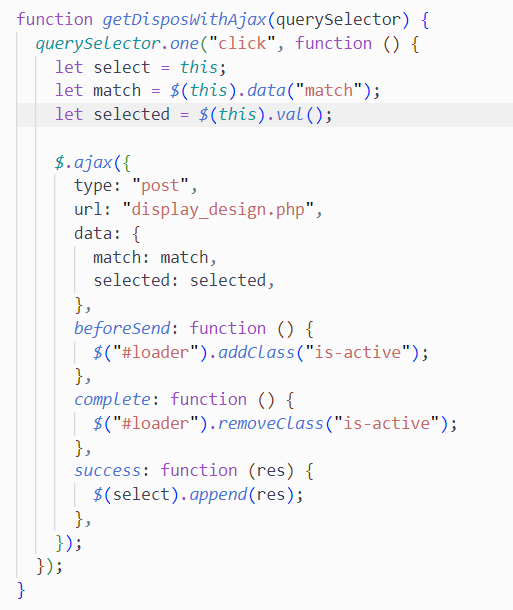 function getDisposWithAjax(querySelector) {
querySelector.one("click", function () {
let select = this;
let match = $(this).data("match");
let selected = $(this).val();
$.ajax({
type: "post",
url: "display_design.php",
data: {
match: match,
selected: selected,
},
beforeSend: function () {
$("#loader").addClass("is-active");
},
complete: function () {
$("#loader").removeClass("is-active");
},
success: function (res) {
$(select).append(res);
},
});
});
}